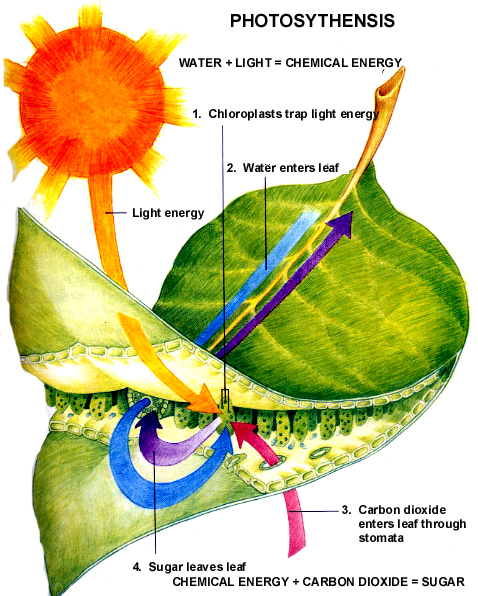 PHOTOSYTHENSIS
WATER + LIGHT = CHEMICAL ENERGY
1. Chloroplasts trap light energy
2. Water enters leaf
Light energy
3. Carbon dioxide
enters leaf through
stomata
4. Sugar leaves leaf
CHEMICAL ENERGY + CARBON DIOXIDE = SUGAR